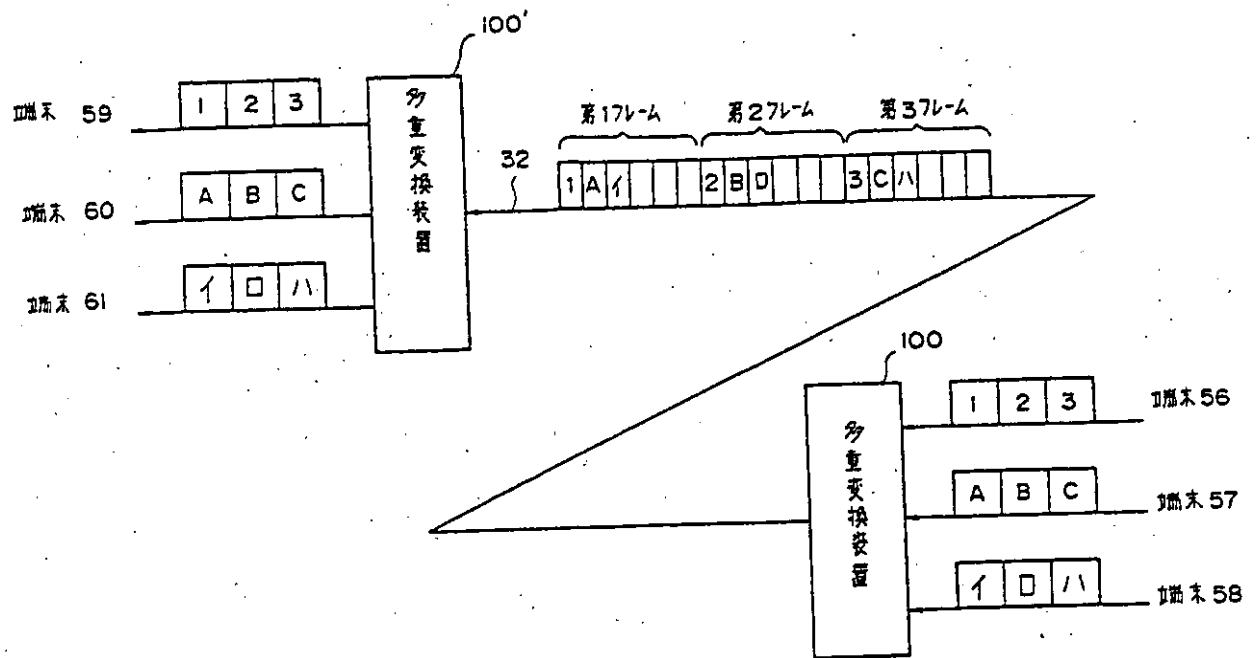 100'
端末 59
1 2 3
端末 60
A B C
端末 61
イ ロ ハ
多重変換装置
32
第1フレーム 第2フレーム 第3フレーム
1 A イ 2 B ロ 3 C ハ
100
多重変換装置
1 2 3
端末 56
A B C
端末 57
イ ロ ハ
端末 58